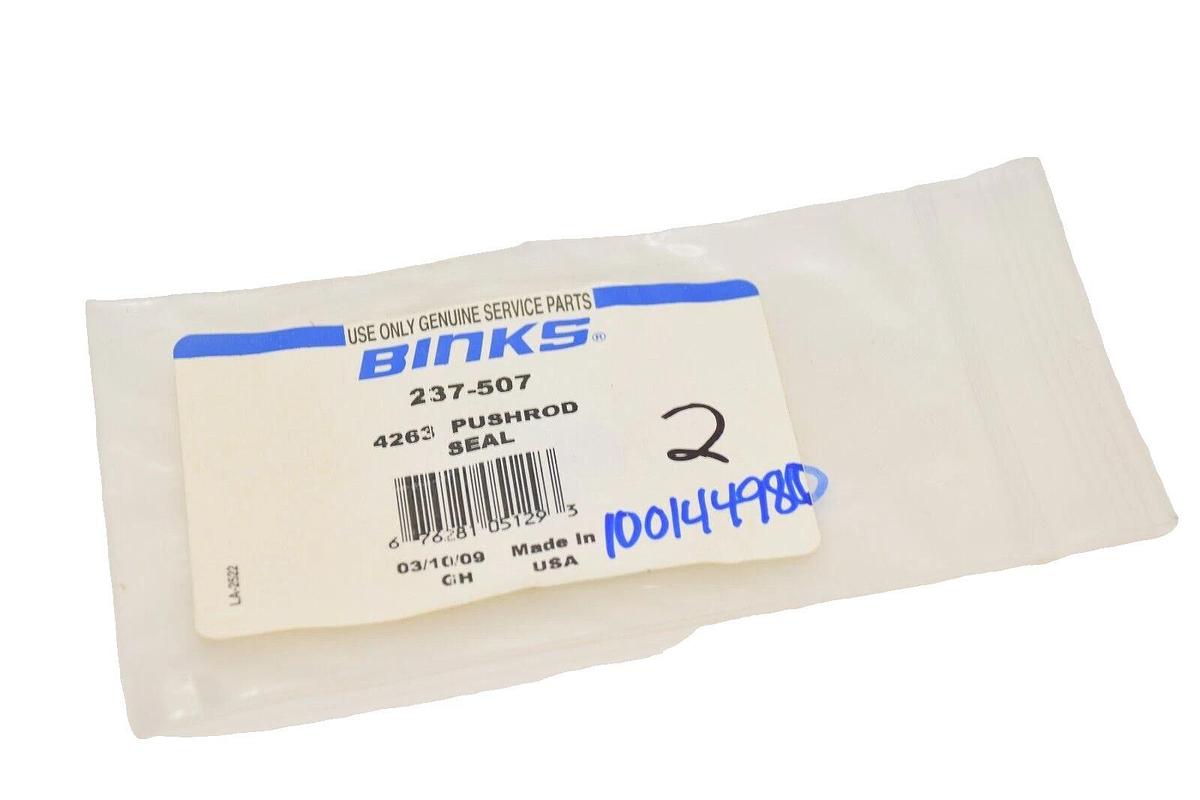 USE ONLY GENUINE SERVICE PARTS
BINKS®
237-507
4263 PUSHROD
SEAL
2
6 76281 05129 3
03/10/09 Made In
GH USA
LA-2522